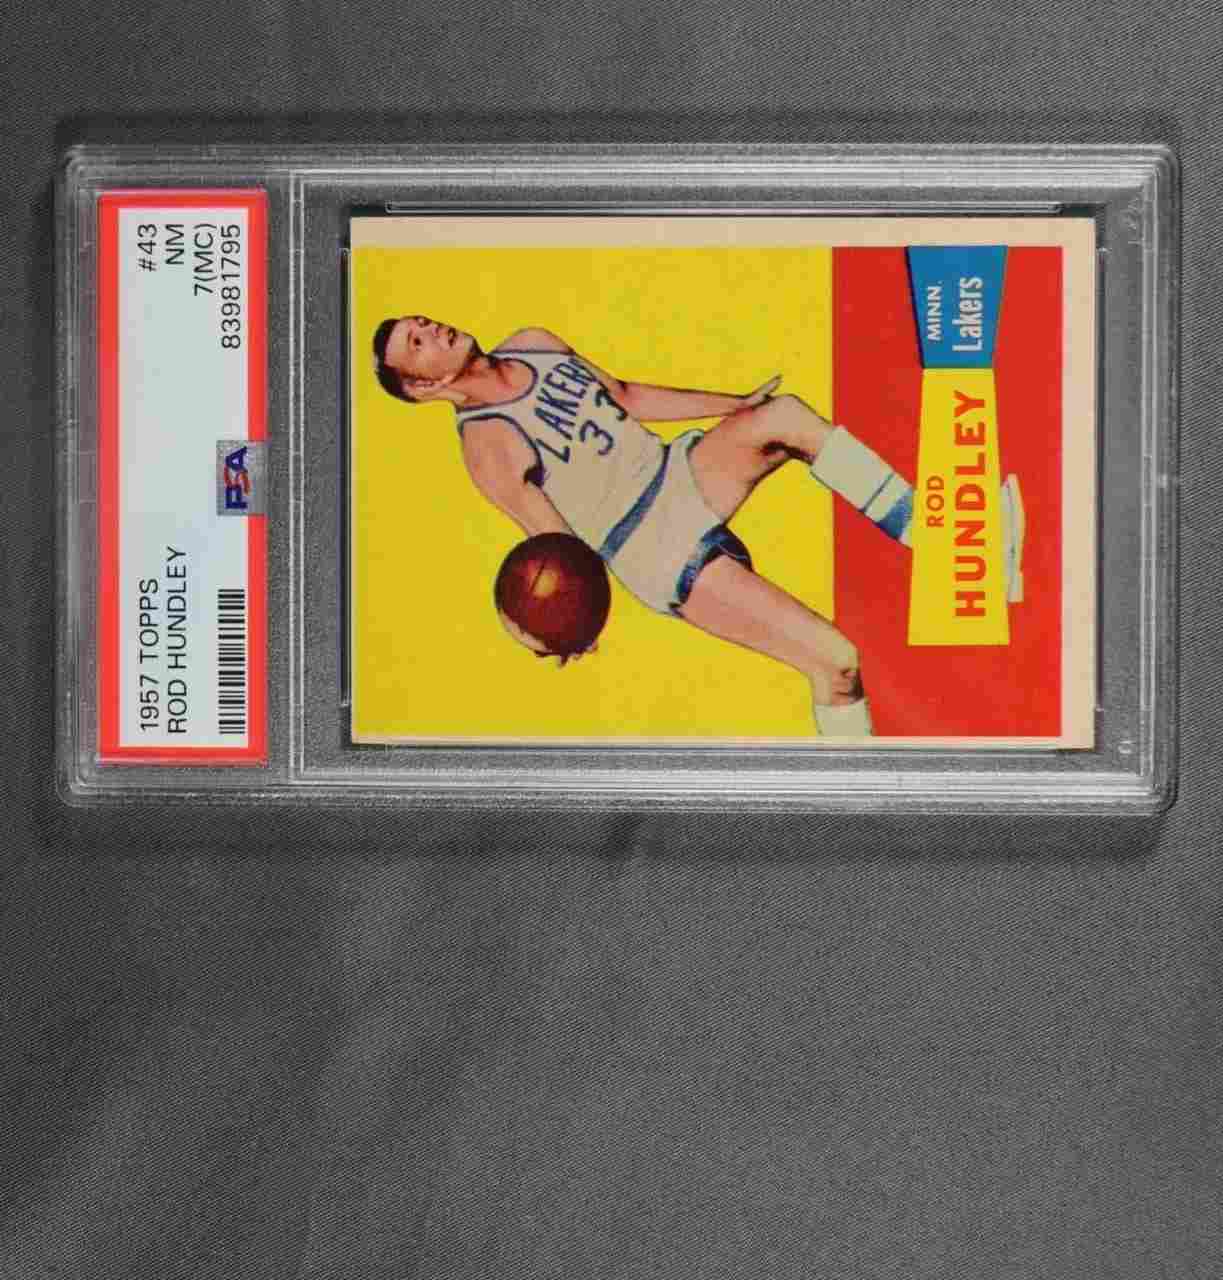 1957 TOPPS
ROD HUNDLEY
#43
NM
7(MC)
83981795
PSA
LAKERS
33
MINN.
Lakers
ROD
HUNDLEY